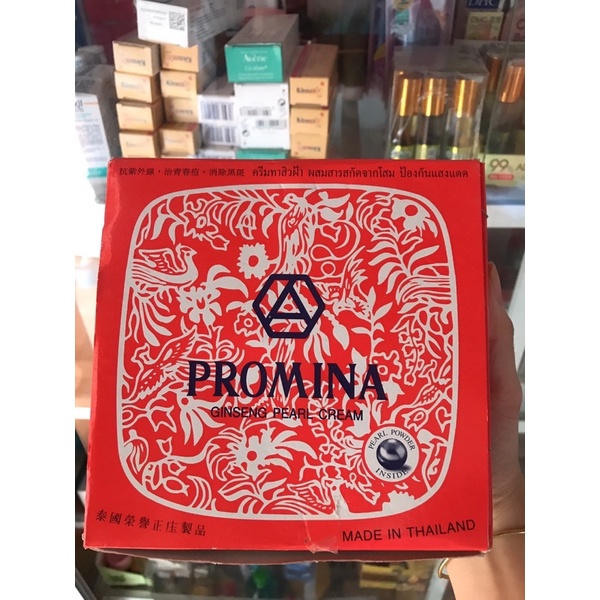 DHC
Avène
抗紫外線・治青春痘・消除黑斑 ครีมทาสิวฝ้า ผสมสารสกัดจากโสม ป้องกันแสงแดด
PROMINA
GINSENG PEARL CREAM
PEARL POWDER
INSIDE
泰國榮譽正庄製品
MADE IN THAILAND
99